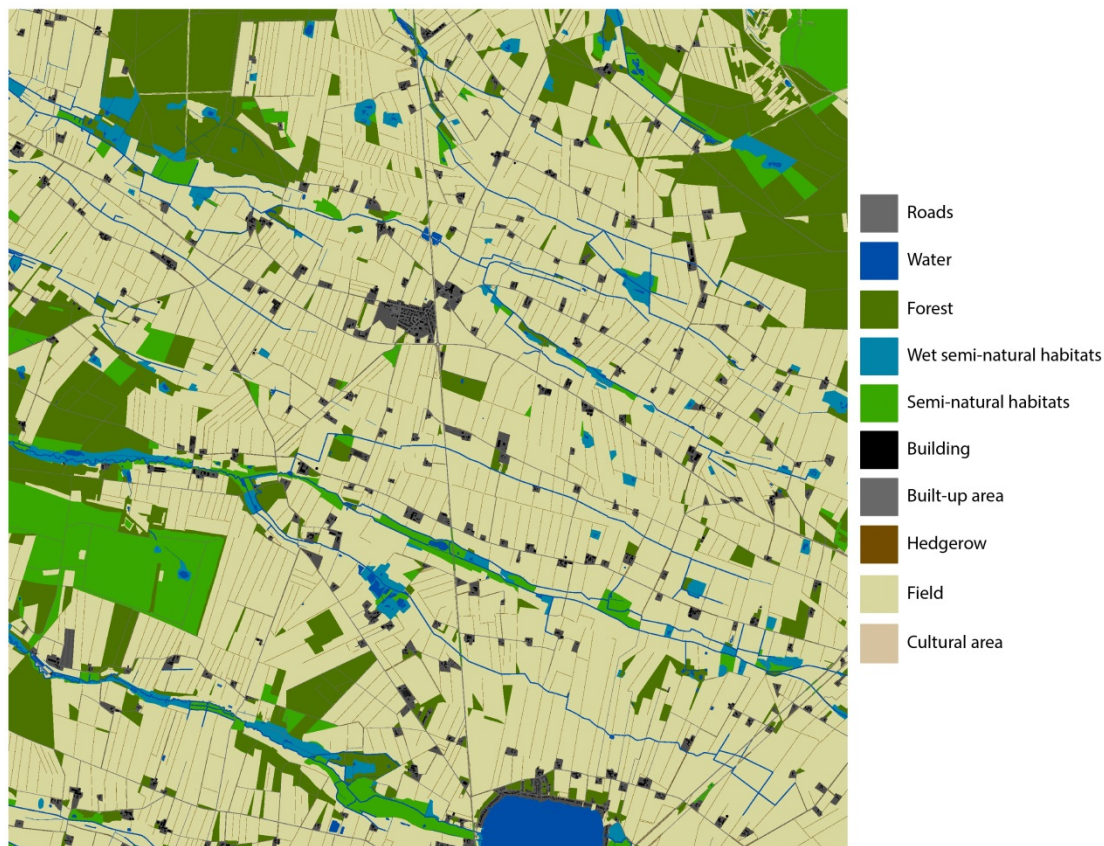 Roads
Water
Forest
Wet semi-natural habitats
Semi-natural habitats
Building
Built-up area
Hedgerow
Field
Cultural area